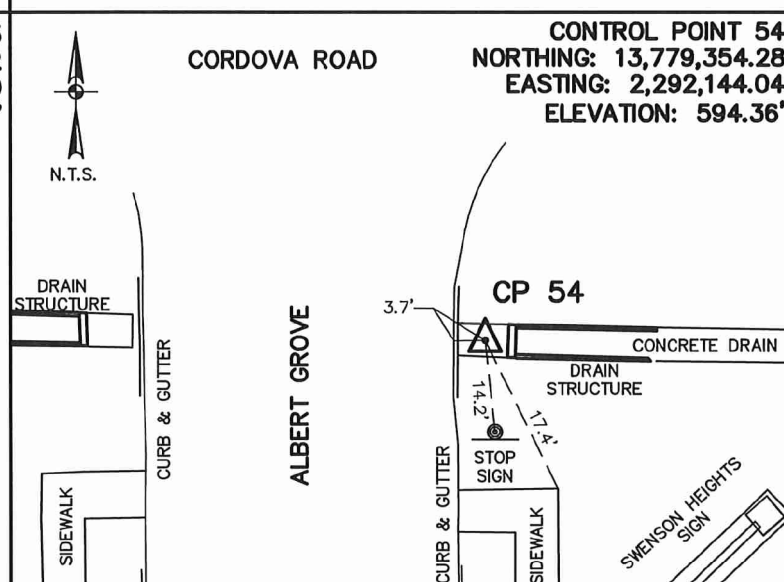 CORDOVA ROAD
CONTROL POINT 54
NORTHING: 13,779,354.28
EASTING: 2,292,144.04
ELEVATION: 594.36'
N.T.S.
DRAIN
STRUCTURE
3.7'
CP 54
CONCRETE DRAIN
DRAIN
STRUCTURE
CURB & GUTTER
ALBERT GROVE
14.2'
17.4'
STOP
SIGN
CURB & GUTTER
SIDEWALK
SIDEWALK
SWENSON HEIGHTS
SIGN